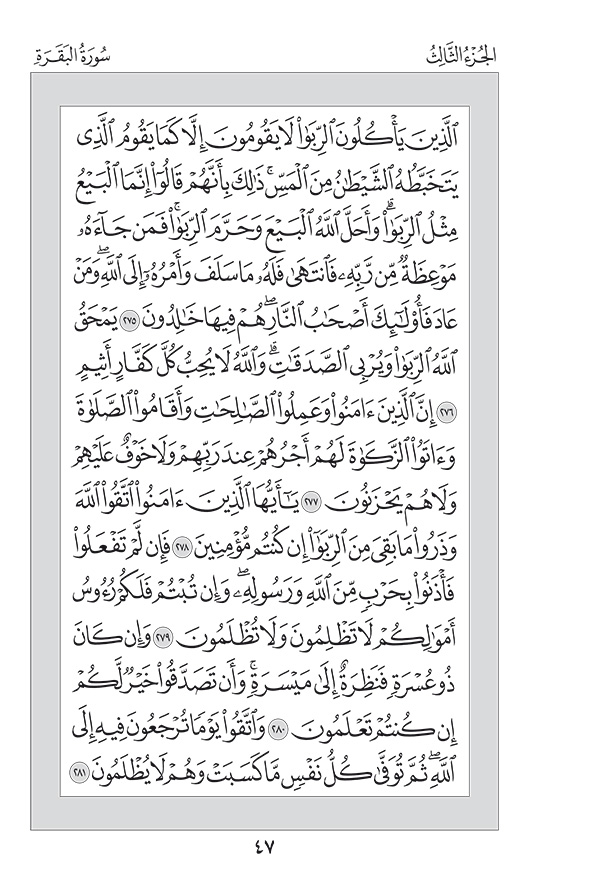 الجُزْءُ الثَّالِثُ
سُورَةُ البَقَرَةِ
ٱلَّذِينَ يَأۡكُلُونَ ٱلرِّبَوٰاْ لَا يَقُومُونَ إِلَّا كَمَا يَقُومُ ٱلَّذِي
يَتَخَبَّطُهُ ٱلشَّيۡطَٰنُ مِنَ ٱلۡمَسِّۚ ذَٰلِكَ بِأَنَّهُمۡ قَالُوٓاْ إِنَّمَا ٱلۡبَيۡعُ
مِثۡلُ ٱلرِّبَوٰاْۗ وَأَحَلَّ ٱللَّهُ ٱلۡبَيۡعَ وَحَرَّمَ ٱلرِّبَوٰاْۚ فَمَن جَآءَهُۥ
مَوۡعِظَةٞ مِّن رَّبِّهِۦ فَٱنتَهَىٰ فَلَهُۥ مَا سَلَفَ وَأَمۡرُهُۥٓ إِلَى ٱللَّهِۖ وَمَنۡ
عَادَ فَأُوْلَٰٓئِكَ أَصۡحَٰبُ ٱلنَّارِۖ هُمۡ فِيهَا خَٰلِدُونَ ٢٧٥ يَمۡحَقُ
ٱللَّهُ ٱلرِّبَوٰاْ وَيُرۡبِي ٱلصَّدَقَٰتِۗ وَٱللَّهُ لَا يُحِبُّ كُلَّ كَفَّارٍ أَثِيمٍ
٢٧٦ إِنَّ ٱلَّذِينَ ءَامَنُواْ وَعَمِلُواْ ٱلصَّٰلِحَٰتِ وَأَقَامُواْ ٱلصَّلَوٰةَ
وَءَاتَوُاْ ٱلزَّكَوٰةَ لَهُمۡ أَجۡرُهُمۡ عِندَ رَبِّهِمۡ وَلَا خَوۡفٌ عَلَيۡهِمۡ
وَلَا هُمۡ يَحۡزَنُونَ ٢٧٧ يَٰٓأَيُّهَا ٱلَّذِينَ ءَامَنُواْ ٱتَّقُواْ ٱللَّهَ
وَذَرُواْ مَا بَقِيَ مِنَ ٱلرِّبَوٰٓاْ إِن كُنتُم مُّؤۡمِنِينَ ٢٧٨ فَإِن لَّمۡ تَفۡعَلُواْ
فَأۡذَنُواْ بِحَرۡبٖ مِّنَ ٱللَّهِ وَرَسُولِهِۦۖ وَإِن تُبۡتُمۡ فَلَكُمۡ رُءُوسُ
أَمۡوَٰلِكُمۡ لَا تَظۡلِمُونَ وَلَا تُظۡلَمُونَ ٢٧٩ وَإِن كَانَ
ذُو عُسۡرَةٖ فَنَظِرَةٌ إِلَىٰ مَيۡسَرَةٖۚ وَأَن تَصَدَّقُواْ خَيۡرٞ لَّكُمۡ
إِن كُنتُمۡ تَعۡلَمُونَ ٢٨٠ وَٱتَّقُواْ يَوۡمٗا تُرۡجَعُونَ فِيهِ إِلَى
ٱللَّهِۖ ثُمَّ تُوَفَّىٰ كُلُّ نَفۡسٖ مَّا كَسَبَتۡ وَهُمۡ لَا يُظۡلَمُونَ ٢٨١
٤٧